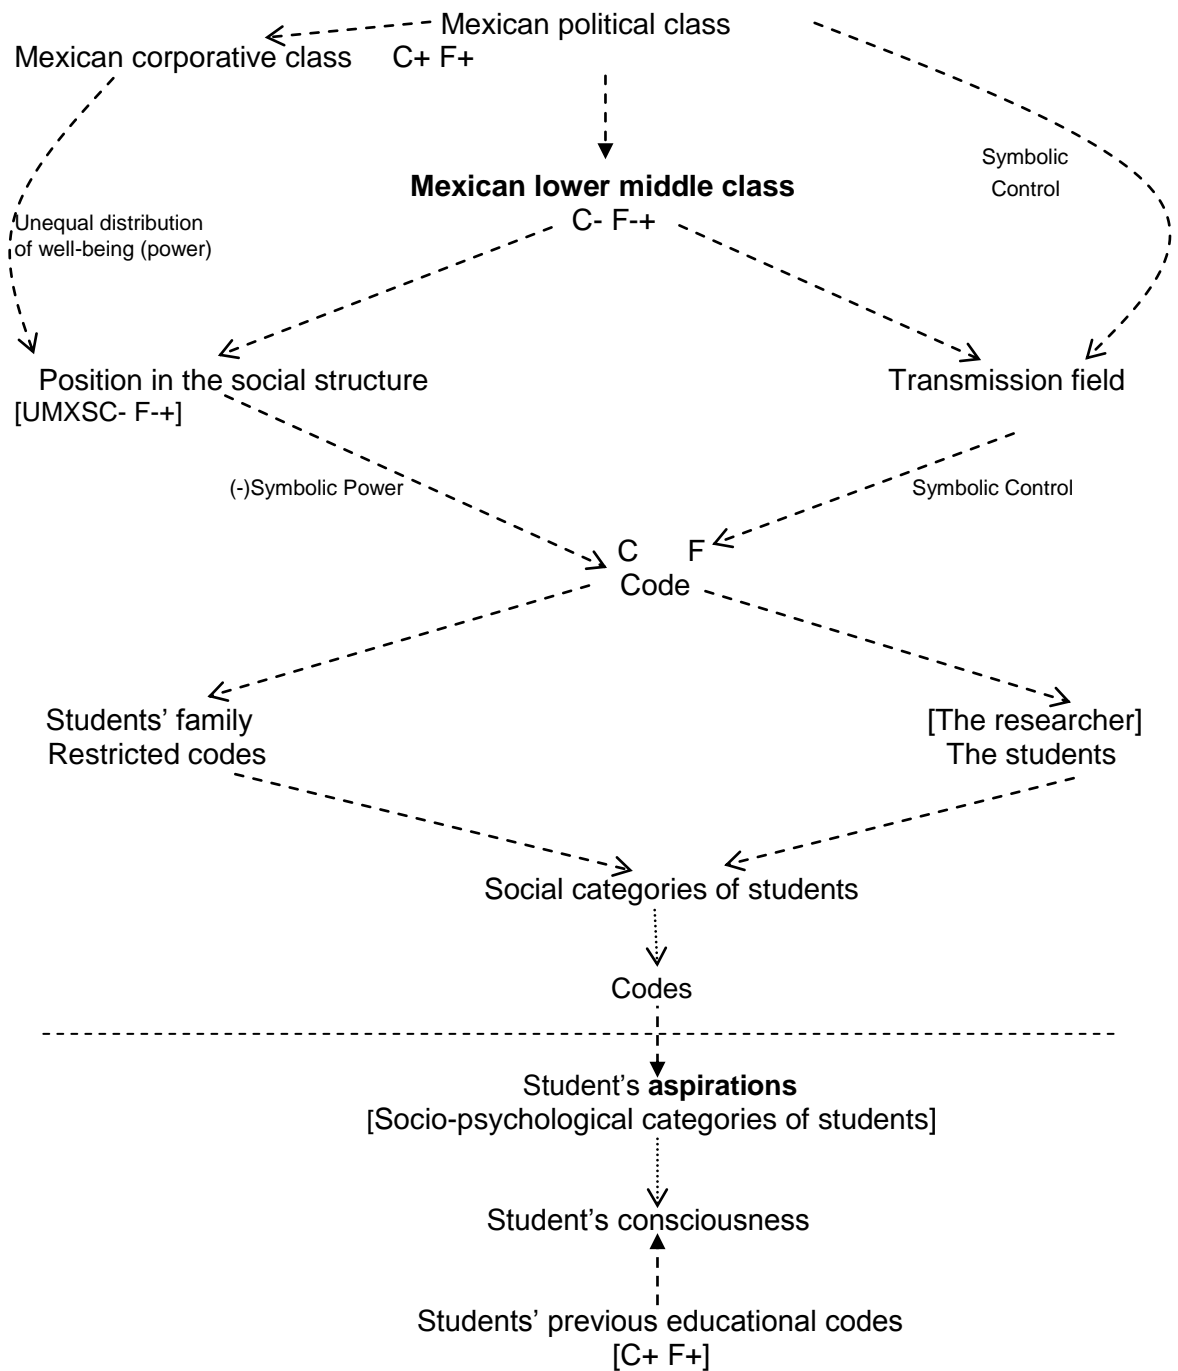 Mexican political class
Mexican corporative class C+ F+
Symbolic
Control
Mexican lower middle class
C- F-+
Unequal distribution
of well-being (power)
Position in the social structure
[UMXSC- F-+]
Transmission field
(-)Symbolic Power
Symbolic Control
C F
Code
Students’ family
Restricted codes
[The researcher]
The students
Social categories of students
Codes
Student’s aspirations
[Socio-psychological categories of students]
Student’s consciousness
Students’ previous educational codes
[C+ F+]